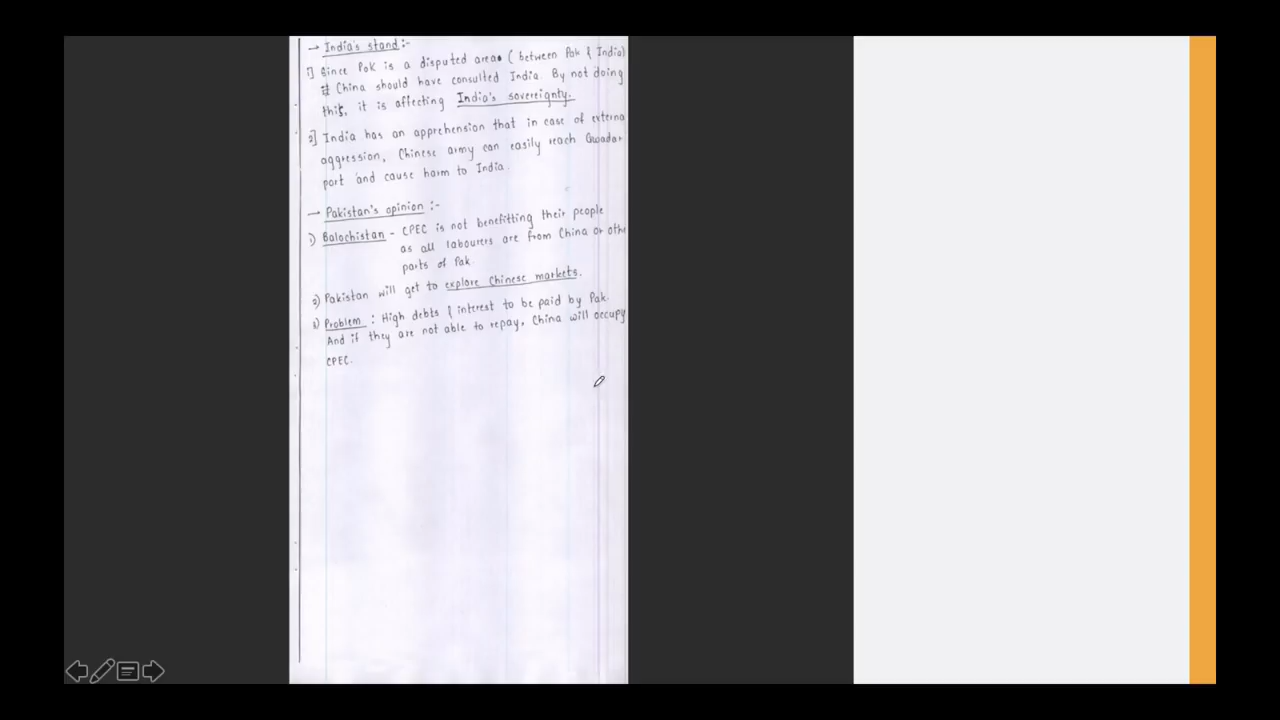 → India's stand :-
1] Since PoK is a disputed area (between Pak & India)
China should have consulted India. By not doing
this, it is affecting India's sovereignty.
2] India has an apprehension that in case of externa
aggression, Chinese army can easily reach Gwadar
port and cause harm to India.
→ Pakistan's opinion :-
1) Balochistan - CPEC is not benefitting their people
as all labourers are from China or othe
parts of Pak.
2) Pakistan will get to explore Chinese markets.
3) Problem : High debts & interest to be paid by Pak.
And if they are not able to repay, China will occupy
CPEC.